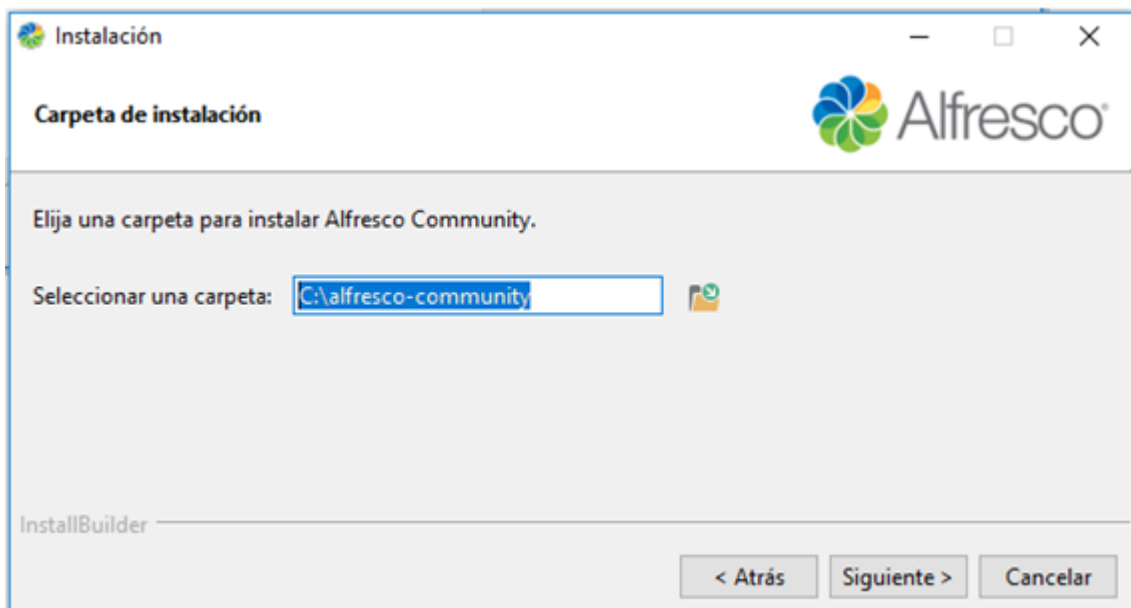 Instalación
Carpeta de instalación
Alfresco
Elija una carpeta para instalar Alfresco Community.
Seleccionar una carpeta: C:\alfresco-community
InstallBuilder
< Atrás Siguiente > Cancelar